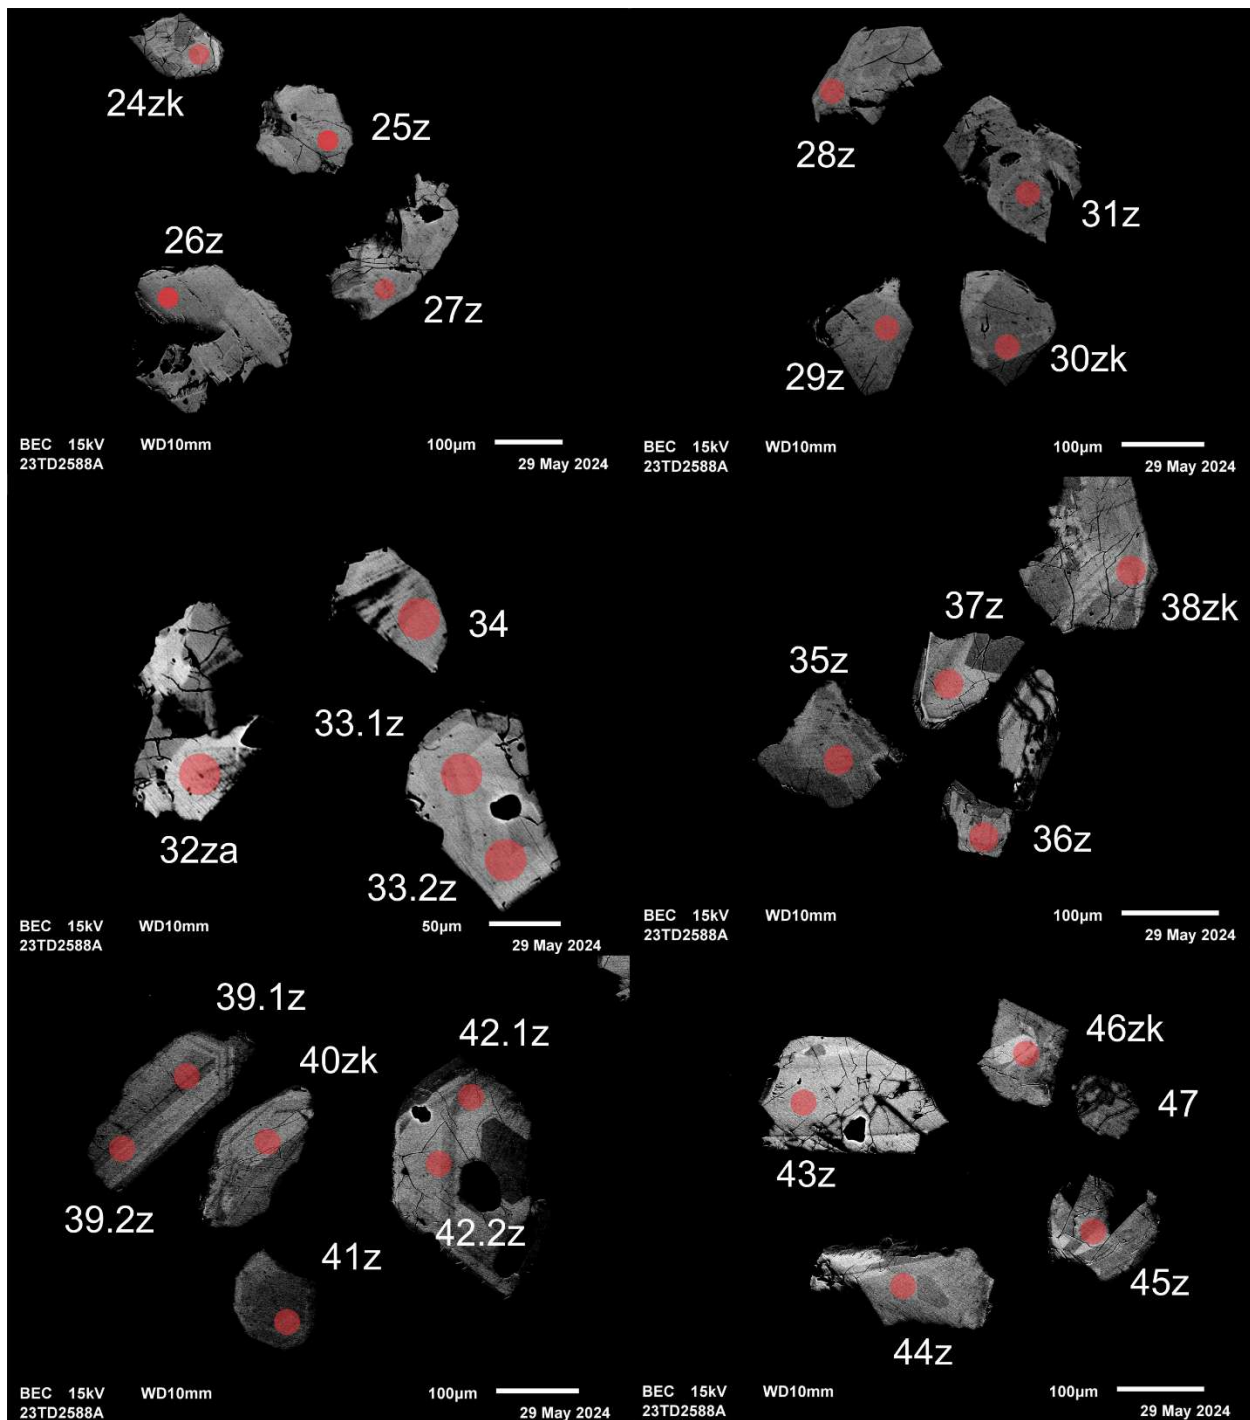 24zk
25z
26z
27z
BEC 15kV WD10mm 100µm
23TD2588A 29 May 2024
28z
31z
29z
30zk
BEC 15kV WD10mm 100µm
23TD2588A 29 May 2024
34
33.1z
32za
33.2z
BEC 15kV WD10mm 50µm
23TD2588A 29 May 2024
37z
38zk
35z
36z
BEC 15kV WD10mm 100µm
23TD2588A 29 May 2024
39.1z
42.1z
40zk
39.2z
42.2z
41z
BEC 15kV WD10mm 100µm
23TD2588A 29 May 2024
46zk
47
43z
45z
44z
BEC 15kV WD10mm 100µm
23TD2588A 29 May 2024